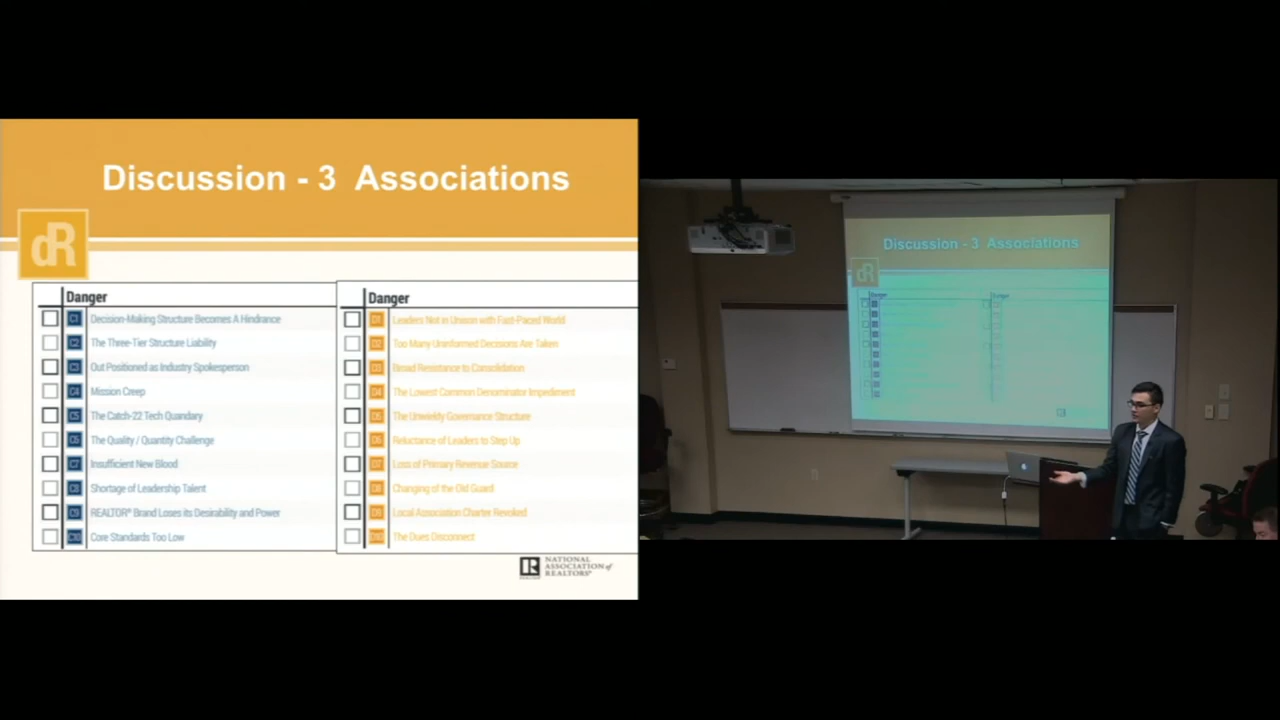 Discussion - 3 Associations
dR
Danger
C1 Decision-Making Structure Becomes A Hindrance
C2 The Three-Tier Structure Liability
C3 Out Positioned as Industry Spokesperson
C4 Mission Creep
C5 The Catch-22 Tech Quandary
C6 The Quality / Quantity Challenge
C7 Insufficient New Blood
C8 Shortage of Leadership Talent
C9 REALTOR® Brand Loses its Desirability and Power
C10 Core Standards Too Low
Danger
D1 Leaders Not in Unison with Fast-Paced World
D2 Too Many Uninformed Decisions Are Taken
D3 Broad Resistance to Consolidation
D4 The Lowest Common Denominator Impediment
D5 The Unwieldy Governance Structure
D6 Reluctance of Leaders to Step Up
D7 Loss of Primary Revenue Source
D8 Changing of the Old Guard
D9 Local Association Charter Revoked
D10 The Dues Disconnect
NATIONAL
ASSOCIATION of
REALTORS®
Discussion - 3 Associations
dR
Danger